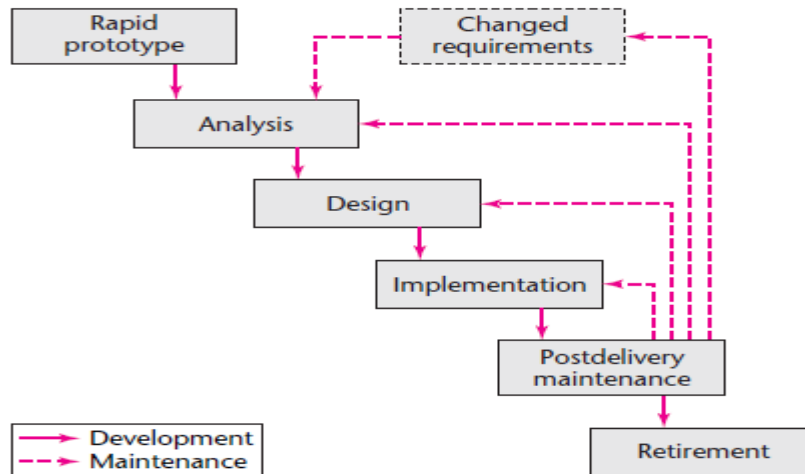 Rapid
prototype
Changed
requirements
Analysis
Design
Implementation
Postdelivery
maintenance
Retirement
Development
Maintenance